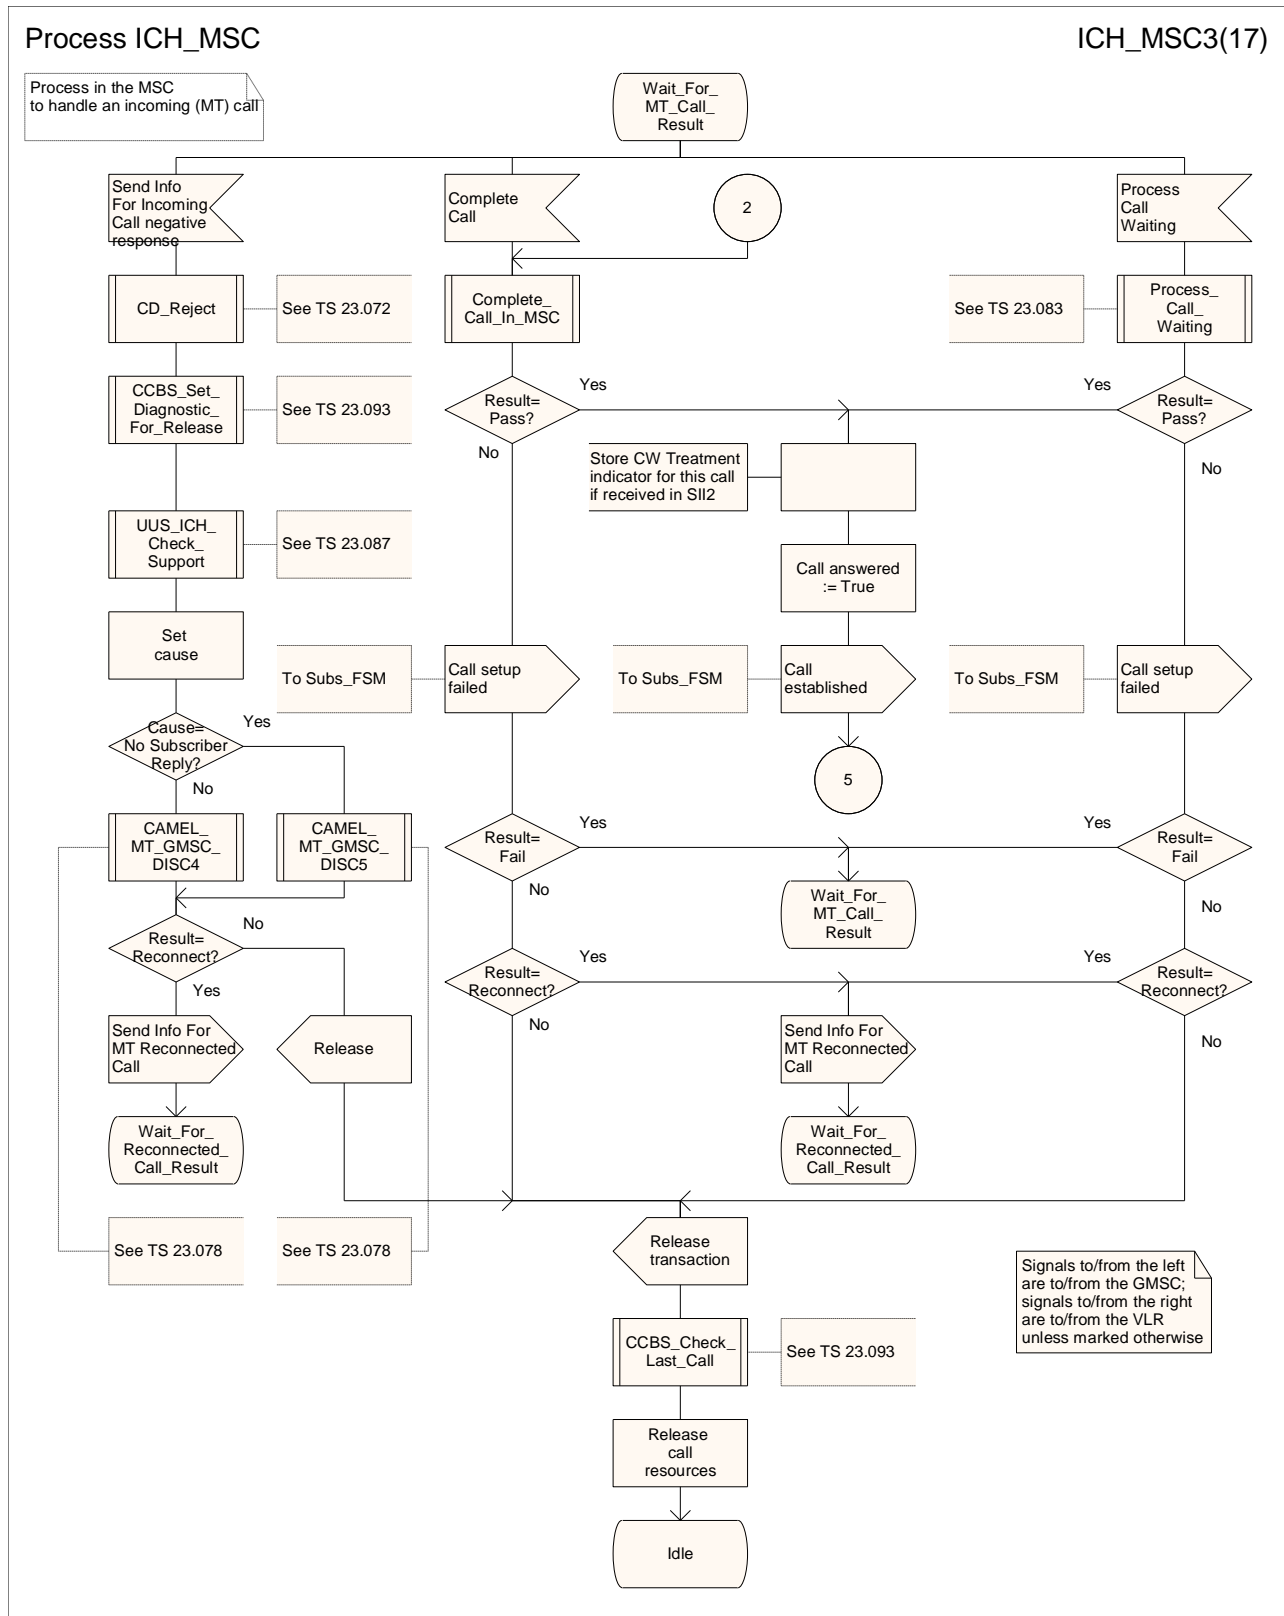 Process ICH_MSC
ICH_MSC3(17)
Process in the MSC
to handle an incoming (MT) call
Wait_For_
MT_Call_
Result
Send Info
For Incoming
Call negative
response
Complete
Call
2
Process
Call
Waiting
CD_Reject
See TS 23.072
Complete_
Call_In_MSC
See TS 23.083
Process_
Call_
Waiting
CCBS_Set_
Diagnostic_
For_Release
See TS 23.093
Result=
Pass?
Yes
No
Yes
Result=
Pass?
No
Store CW Treatment
indicator for this call
if received in SII2
UUS_ICH_
Check_
Support
See TS 23.087
Call answered
:= True
Set
cause
To Subs_FSM
Call setup
failed
To Subs_FSM
Call
established
To Subs_FSM
Call setup
failed
Cause=
No Subscriber
Reply?
Yes
No
5
CAMEL_
MT_GMSC_
DISC4
CAMEL_
MT_GMSC_
DISC5
Result=
Fail
Yes
No
Yes
Result=
Fail
No
Wait_For_
MT_Call_
Result
Result=
Reconnect?
No
Yes
Result=
Reconnect?
Yes
No
Yes
Result=
Reconnect?
No
Send Info For
MT Reconnected
Call
Release
Send Info For
MT Reconnected
Call
Wait_For_
Reconnected_
Call_Result
Wait_For_
Reconnected_
Call_Result
See TS 23.078
See TS 23.078
Release
transaction
Signals to/from the left
are to/from the GMSC;
signals to/from the right
are to/from the VLR
unless marked otherwise
CCBS_Check_
Last_Call
See TS 23.093
Release
call
resources
Idle